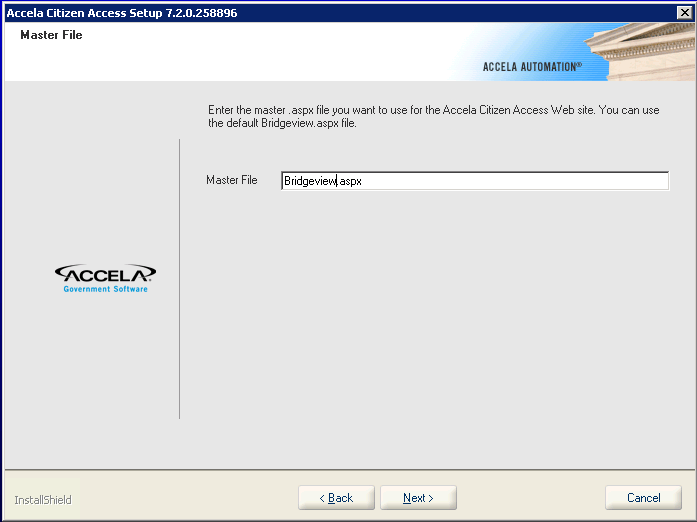 Accela Citizen Access Setup 7.2.0.258896
Master File
ACCELA AUTOMATION®
Enter the master .aspx file you want to use for the Accela Citizen Access Web site. You can use
the default Bridgeview.aspx file.
Master File
Bridgeview.aspx
ACCELA®
Government Software
InstallShield
< Back
Next >
Cancel